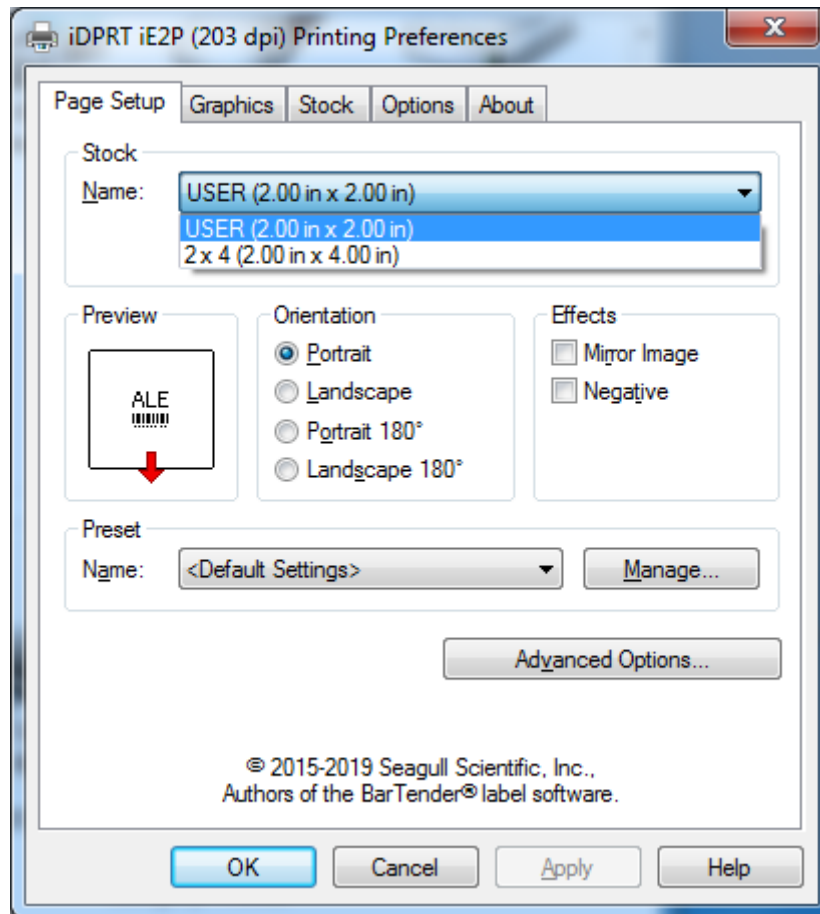 iDPRT iE2P (203 dpi) Printing Preferences
Page Setup
Graphics
Stock
Options
About
Stock
Name:
USER (2.00 in x 2.00 in)
USER (2.00 in x 2.00 in)
2 x 4 (2.00 in x 4.00 in)
Preview
ALE
Orientation
Portrait
Landscape
Portrait 180°
Landscape 180°
Effects
Mirror Image
Negative
Preset
Name:
<Default Settings>
Manage...
Advanced Options...
© 2015-2019 Seagull Scientific, Inc.,
Authors of the BarTender® label software.
OK
Cancel
Apply
Help